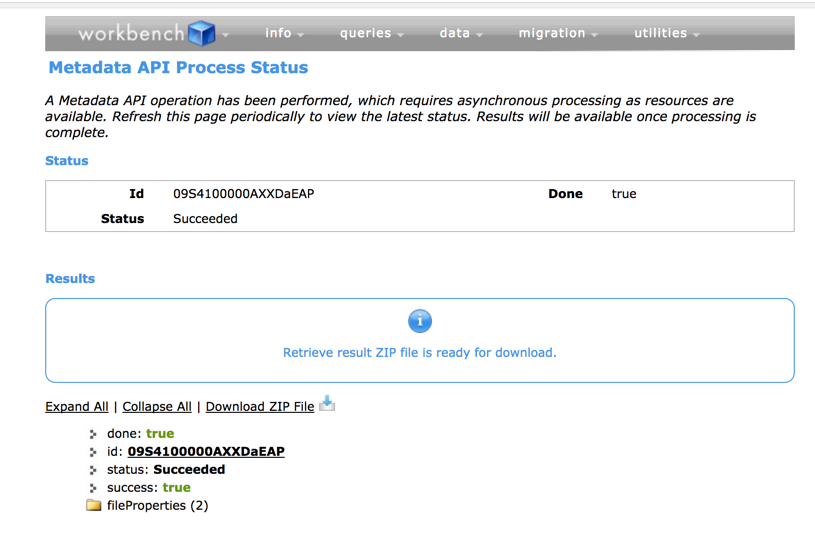 workbench info queries data migration utilities
Metadata API Process Status
A Metadata API operation has been performed, which requires asynchronous processing as resources are
available. Refresh this page periodically to view the latest status. Results will be available once processing is
complete.
Status
Id 09S4100000AXXDaEAP Done true
Status Succeeded
Results
i
Retrieve result ZIP file is ready for download.
Expand All | Collapse All | Download ZIP File
done: true
id: 09S4100000AXXDaEAP
status: Succeeded
success: true
fileProperties (2)